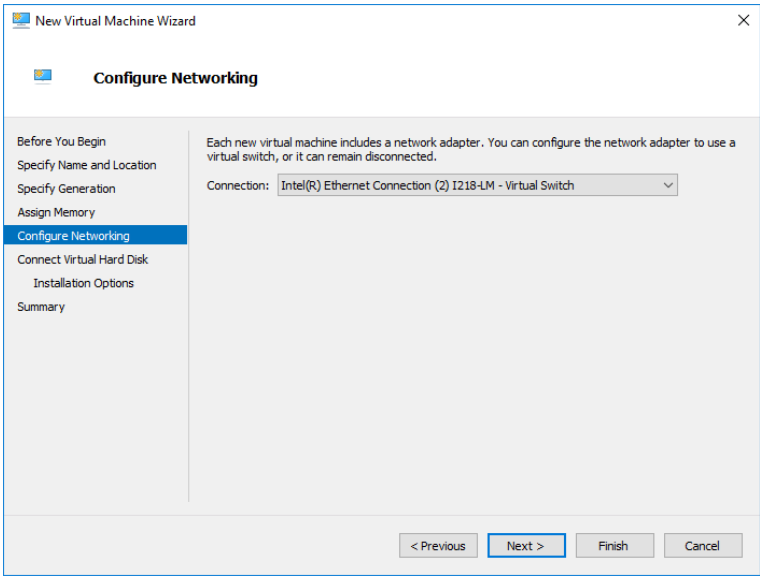 New Virtual Machine Wizard
Configure Networking
Before You Begin
Specify Name and Location
Specify Generation
Assign Memory
Configure Networking
Connect Virtual Hard Disk
Installation Options
Summary
Each new virtual machine includes a network adapter. You can configure the network adapter to use a
virtual switch, or it can remain disconnected.
Connection: Intel(R) Ethernet Connection (2) I218-LM - Virtual Switch
< Previous Next > Finish Cancel